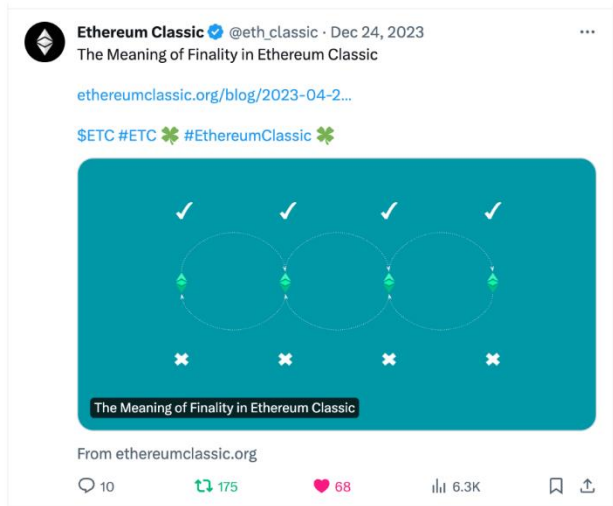 Ethereum Classic @eth_classic · Dec 24, 2023
The Meaning of Finality in Ethereum Classic
ethereumclassic.org/blog/2023-04-2...
$ETC #ETC 🍀 #EthereumClassic 🍀
The Meaning of Finality in Ethereum Classic
From ethereumclassic.org
10 175 68 6.3K